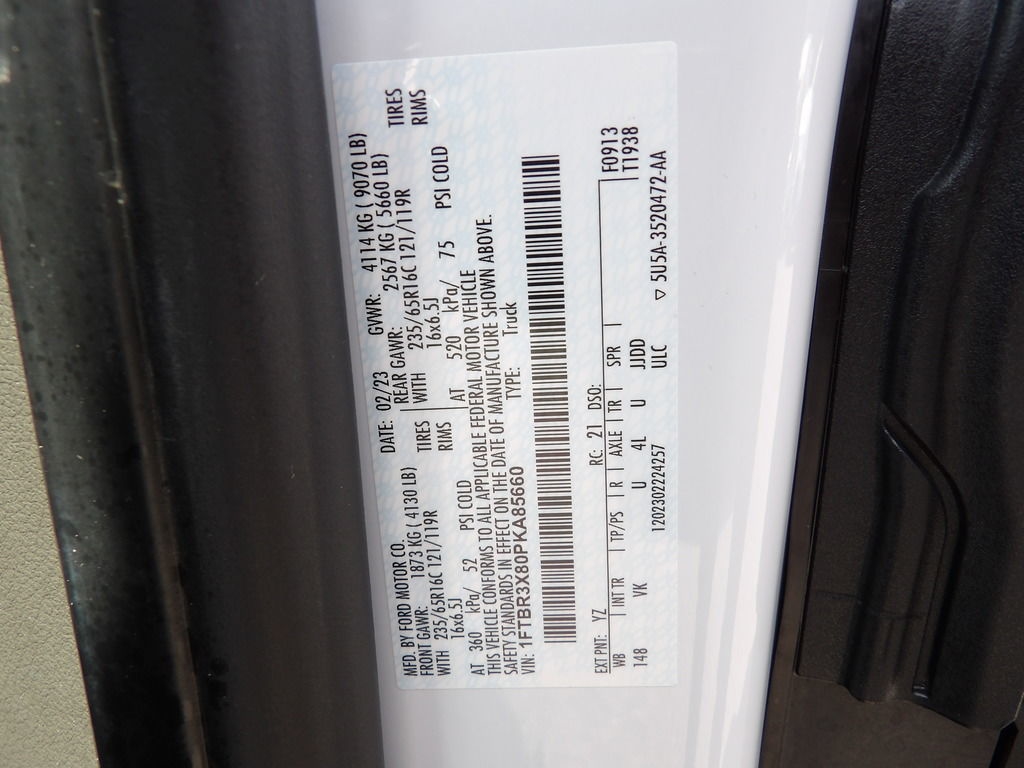 MFD. BY FORD MOTOR CO. DATE: 02/23 GVWR: 4114 KG ( 9070 LB)
FRONT GAWR: 1873 KG ( 4130 LB) REAR GAWR: 2567 KG ( 5660 LB)
WITH 235/65R16C 121/119R TIRES WITH 235/65R16C 121/119R TIRES
16x6.5J RIMS 16x6.5J RIMS
AT 360 kPa/ 52 PSI COLD AT 520 kPa/ 75 PSI COLD
THIS VEHICLE CONFORMS TO ALL APPLICABLE FEDERAL MOTOR VEHICLE
SAFETY STANDARDS IN EFFECT ON THE DATE OF MANUFACTURE SHOWN ABOVE.
VIN: 1FTBR3X80PKA85660 TYPE: Truck
EXT PNT: YZ RC: 21 DSO: F0913
WB INT TR TP/PS R AXLE TR SPR T1938
148 VK U 4L U JJDD
1202302224257 ULC ▽ 5U5A-3520472-AA